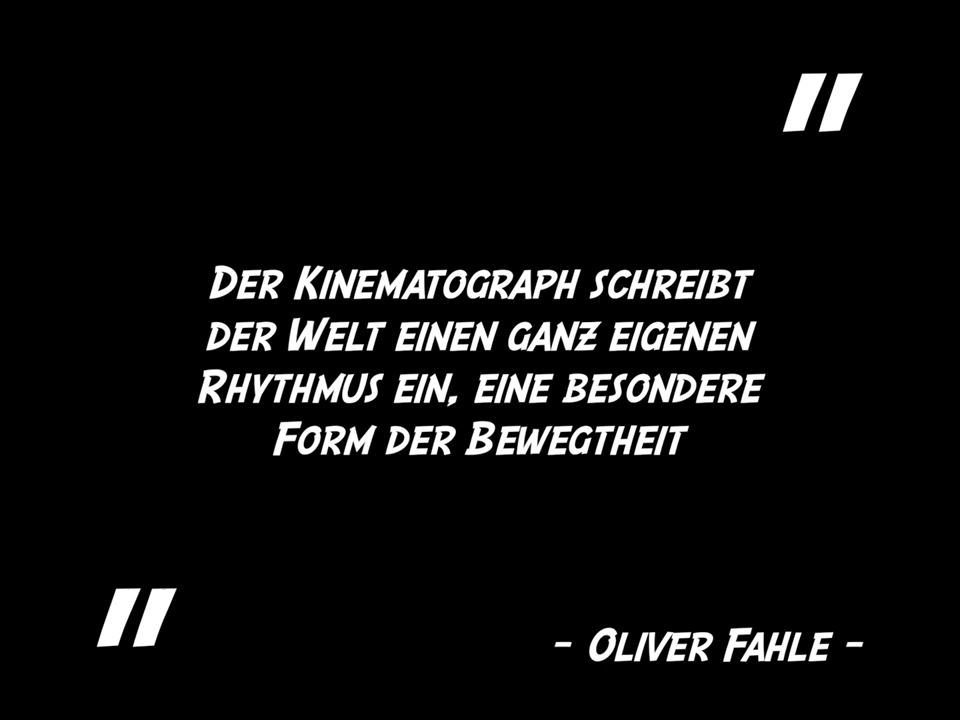 "
Der Kinematograph schreibt
der Welt einen ganz eigenen
Rhythmus ein, eine besondere
Form der Bewegtheit
"
- Oliver Fahle -